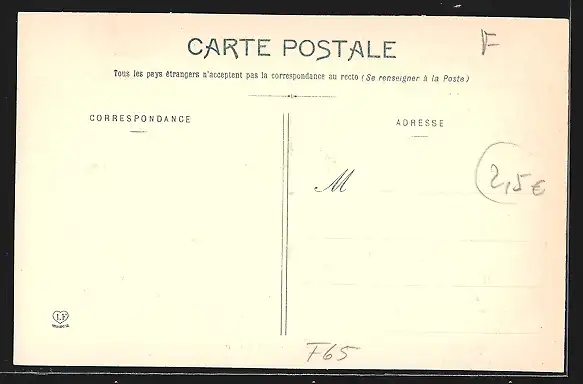 CARTE POSTALE
F
Tous les pays étrangers n'acceptent pas la correspondance au recto (Se renseigner à la Poste)
CORRESPONDANCE
ADRESSE
M
2,5€
F65